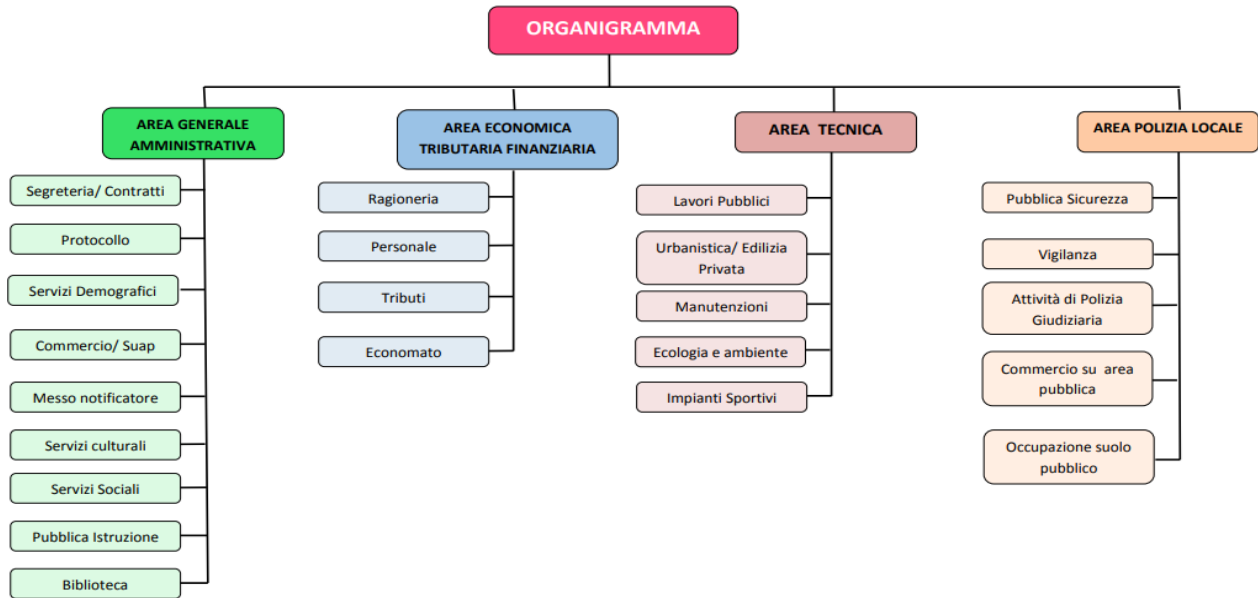 ORGANIGRAMMA
AREA GENERALE
AMMINISTRATIVA
Segreteria/ Contratti
Protocollo
Servizi Demografici
Commercio/ Suap
Messo notificatore
Servizi culturali
Servizi Sociali
Pubblica Istruzione
Biblioteca
AREA ECONOMICA
TRIBUTARIA FINANZIARIA
Ragioneria
Personale
Tributi
Economato
AREA TECNICA
Lavori Pubblici
Urbanistica/ Edilizia
Privata
Manutenzioni
Ecologia e ambiente
Impianti Sportivi
AREA POLIZIA LOCALE
Pubblica Sicurezza
Vigilanza
Attività di Polizia
Giudiziaria
Commercio su area
pubblica
Occupazione suolo
pubblico